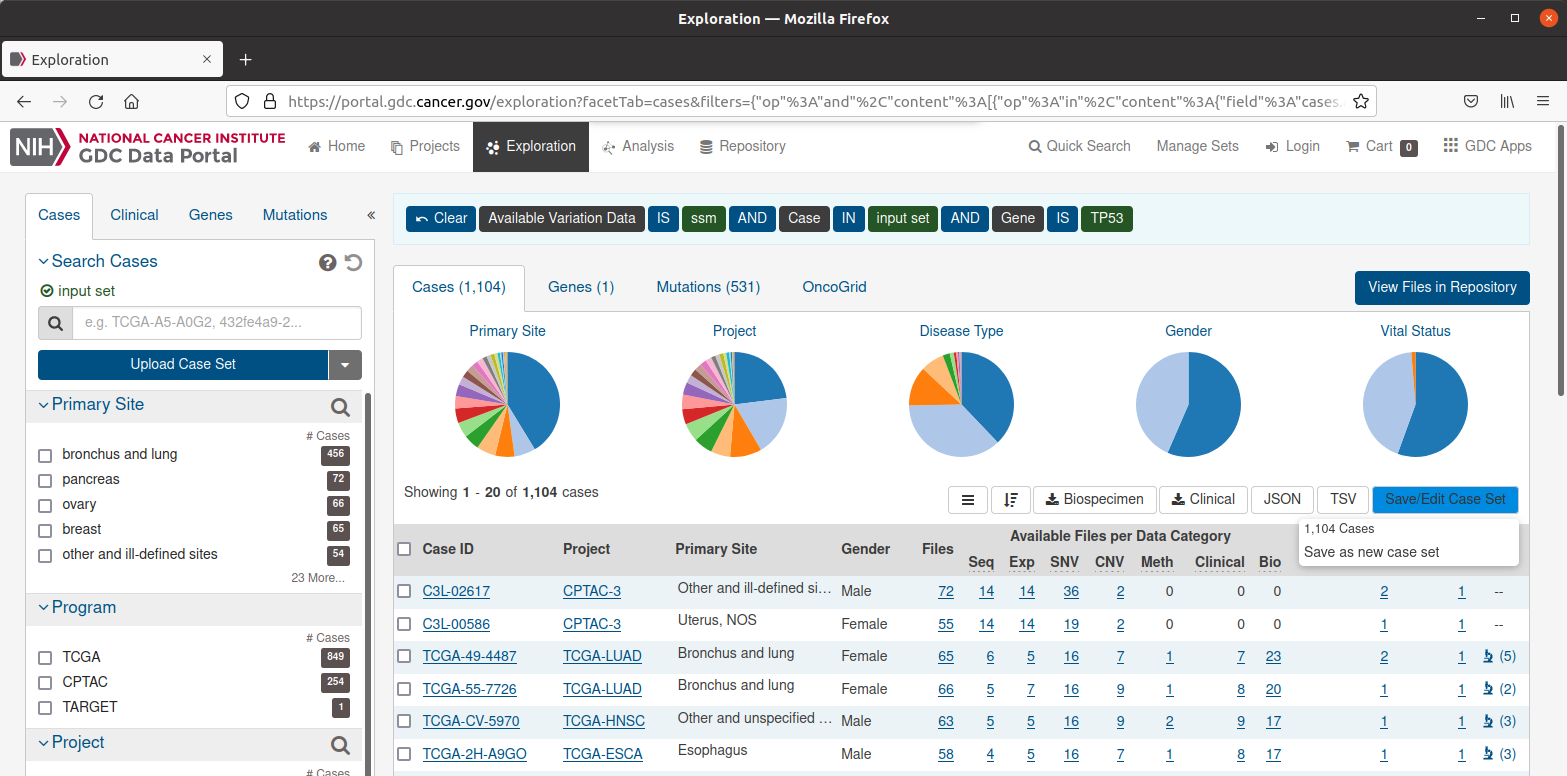 Exploration — Mozilla Firefox
Exploration
https://portal.gdc.cancer.gov/exploration?facetTab=cases&filters={"op"%3A"and"%2C"content"%3A[{"op"%3A"in"%2C"content"%3A{"field"%3A"cases.
NIH NATIONAL CANCER INSTITUTE
GDC Data Portal
Home Projects Exploration Analysis Repository Quick Search Manage Sets Login Cart 0 GDC Apps
Cases Clinical Genes Mutations «
Clear Available Variation Data IS ssm AND Case IN input set AND Gene IS TP53
Search Cases
input set
e.g. TCGA-A5-A0G2, 432fe4a9-2...
Upload Case Set
Primary Site
# Cases
bronchus and lung 456
pancreas 72
ovary 66
breast 65
other and ill-defined sites 54
23 More...
Program
# Cases
TCGA 849
CPTAC 254
TARGET 1
Project
# Cases
Cases (1,104) Genes (1) Mutations (531) OncoGrid View Files in Repository
Primary Site Project Disease Type Gender Vital Status
Showing 1 - 20 of 1,104 cases
Biospecimen Clinical JSON TSV Save/Edit Case Set
1,104 Cases
Save as new case set
Case ID Project Primary Site Gender Files Available Files per Data Category
Seq Exp SNV CNV Meth Clinical Bio
C3L-02617 CPTAC-3 Other and ill-defined si... Male 72 14 14 36 2 0 0 0 2 1 --
C3L-00586 CPTAC-3 Uterus, NOS Female 55 14 14 19 2 0 0 0 1 1 --
TCGA-49-4487 TCGA-LUAD Bronchus and lung Female 65 6 5 16 7 1 7 23 2 1 (5)
TCGA-55-7726 TCGA-LUAD Bronchus and lung Female 66 5 7 16 9 1 8 20 1 1 (2)
TCGA-CV-5970 TCGA-HNSC Other and unspecified ... Male 63 5 5 16 9 2 9 17 1 1 (3)
TCGA-2H-A9GO TCGA-ESCA Esophagus Male 58 4 5 16 7 1 8 17 1 1 (3)